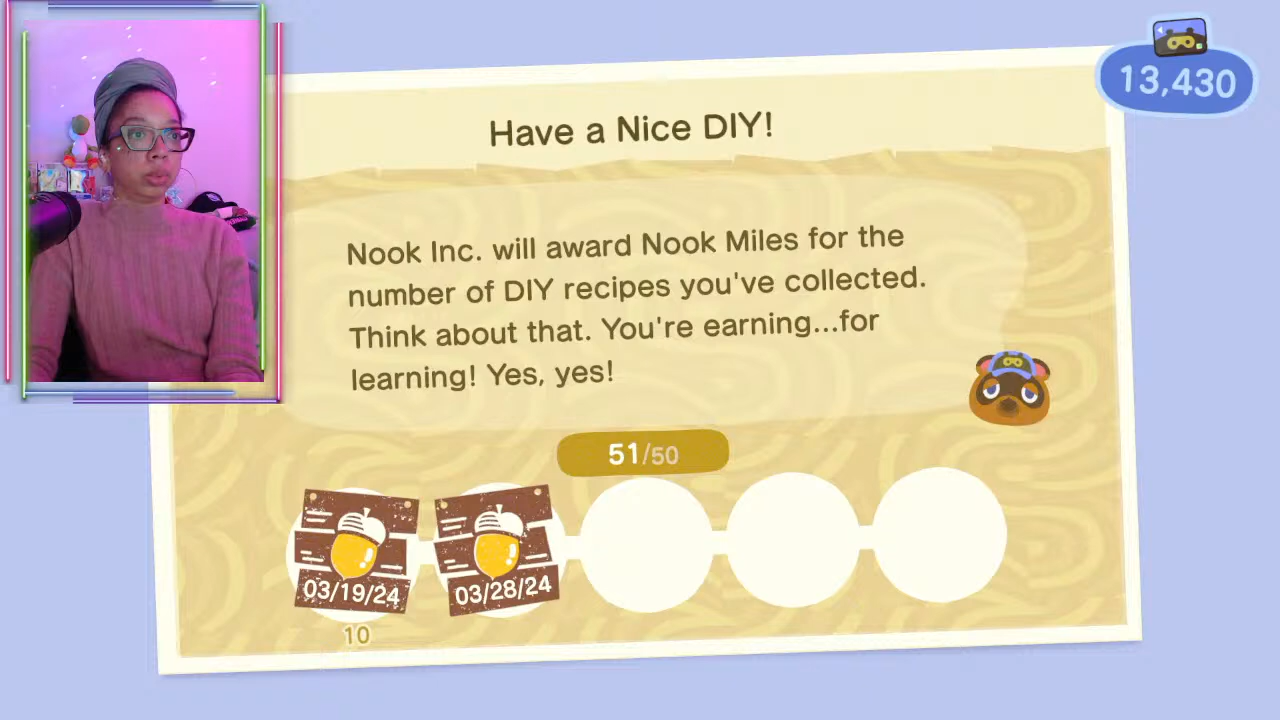 13,430
Have a Nice DIY!
Nook Inc. will award Nook Miles for the
number of DIY recipes you've collected.
Think about that. You're earning...for
learning! Yes, yes!
51/50
03/19/24
03/28/24
10